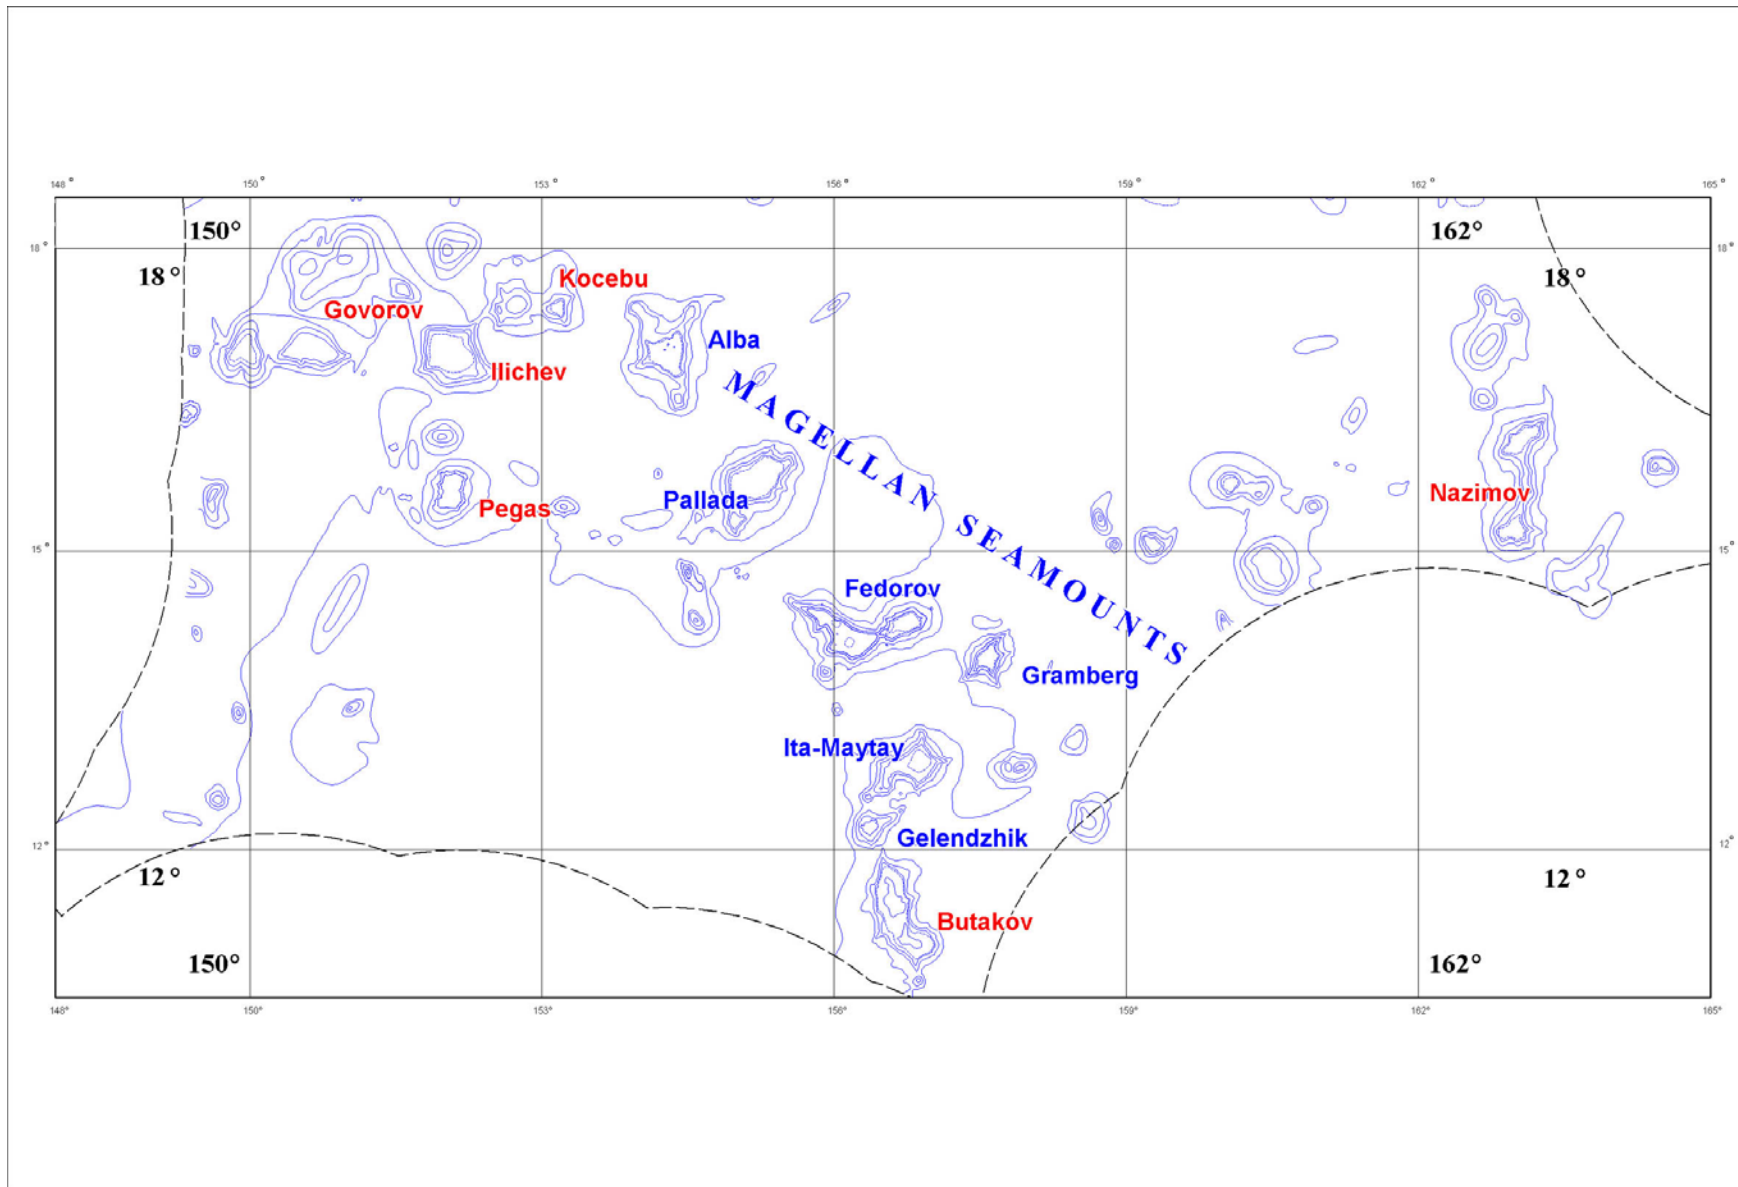 148°
150°
153°
156°
159°
162°
165°
150°
162°
18°
18°
18°
18°
Kocebu
Govorov
Alba
Ilichev
MAGELLAN SEAMOUNTS
Pallada
Pegas
Nazimov
15°
15°
Fedorov
Gramberg
Ita-Maytay
Gelendzhik
12°
12°
12°
12°
Butakov
150°
162°
148°
150°
153°
156°
159°
162°
165°